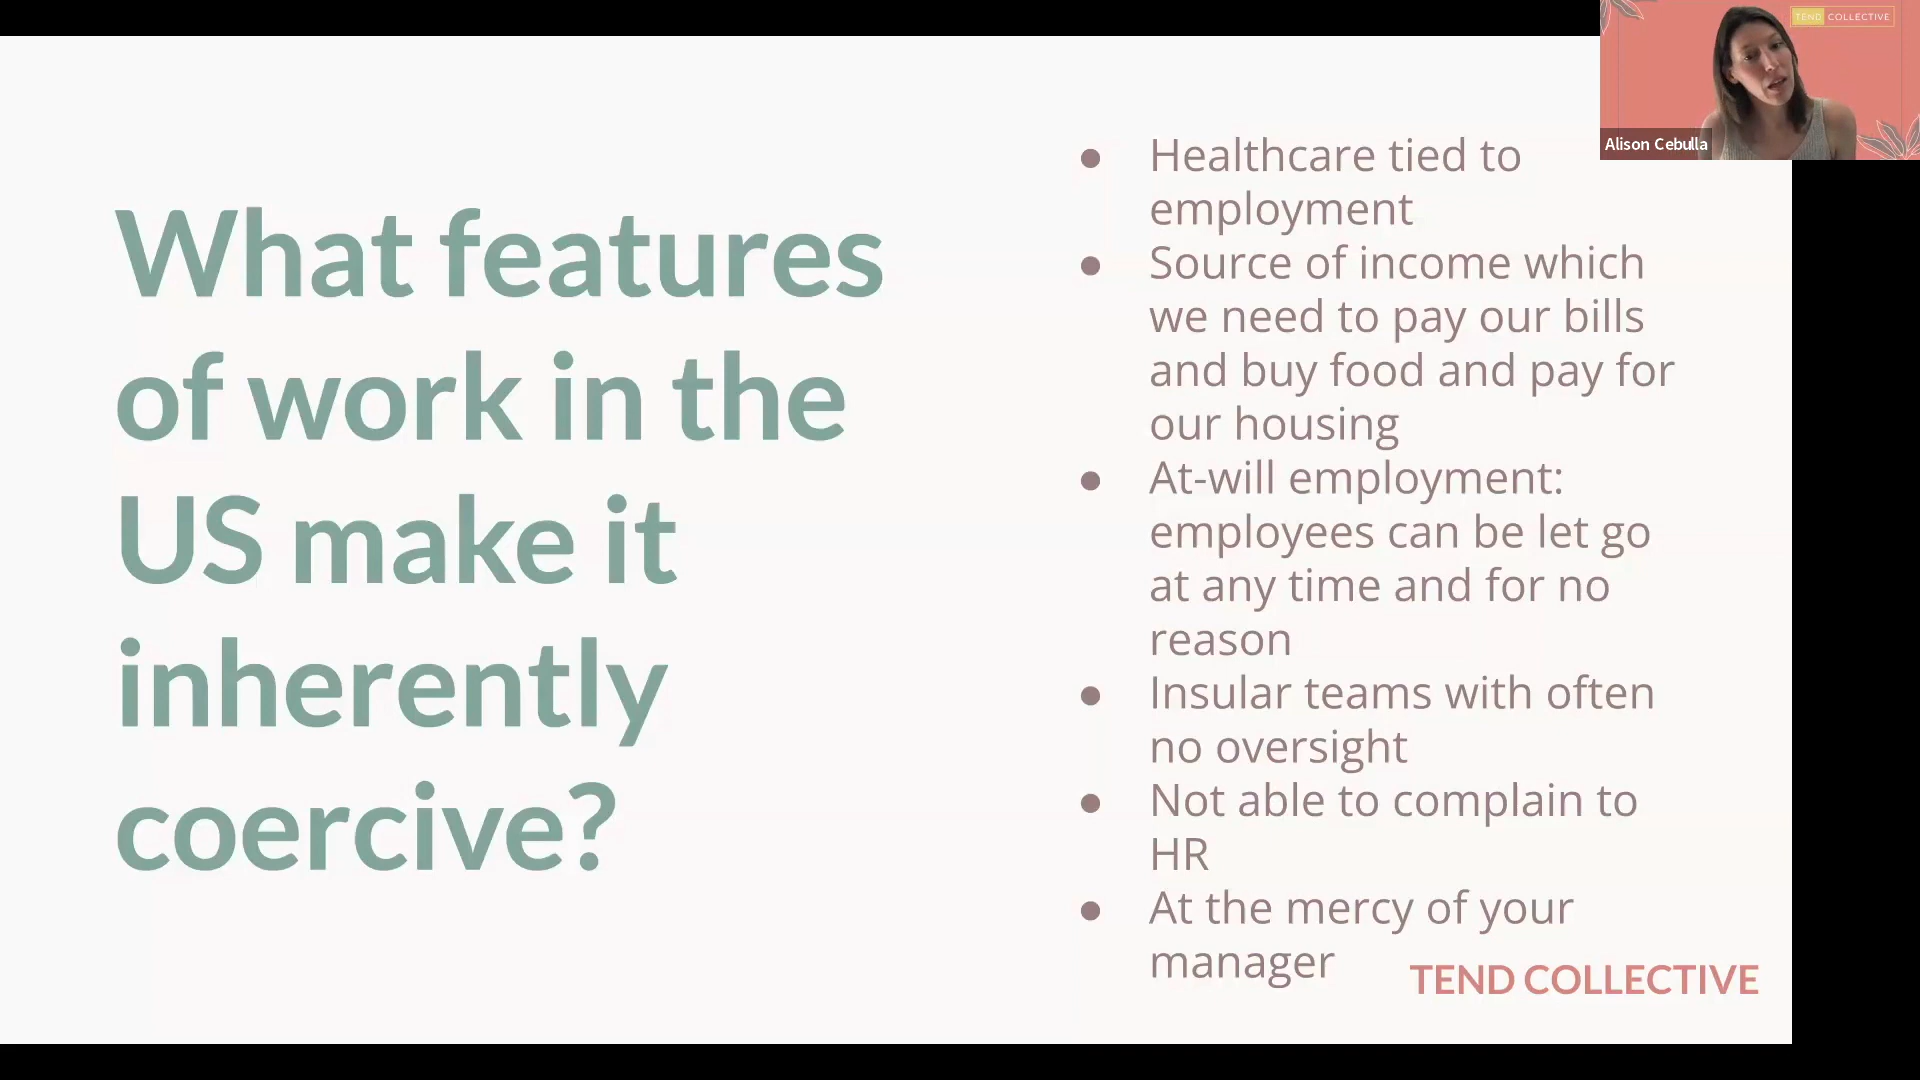 What features
of work in the
US make it
inherently
coercive?
Healthcare tied to
employment
Source of income which
we need to pay our bills
and buy food and pay for
our housing
At-will employment:
employees can be let go
at any time and for no
reason
Insular teams with often
no oversight
Not able to complain to
HR
At the mercy of your
manager
TEND COLLECTIVE
TEND COLLECTIVE
Alison Cebulla